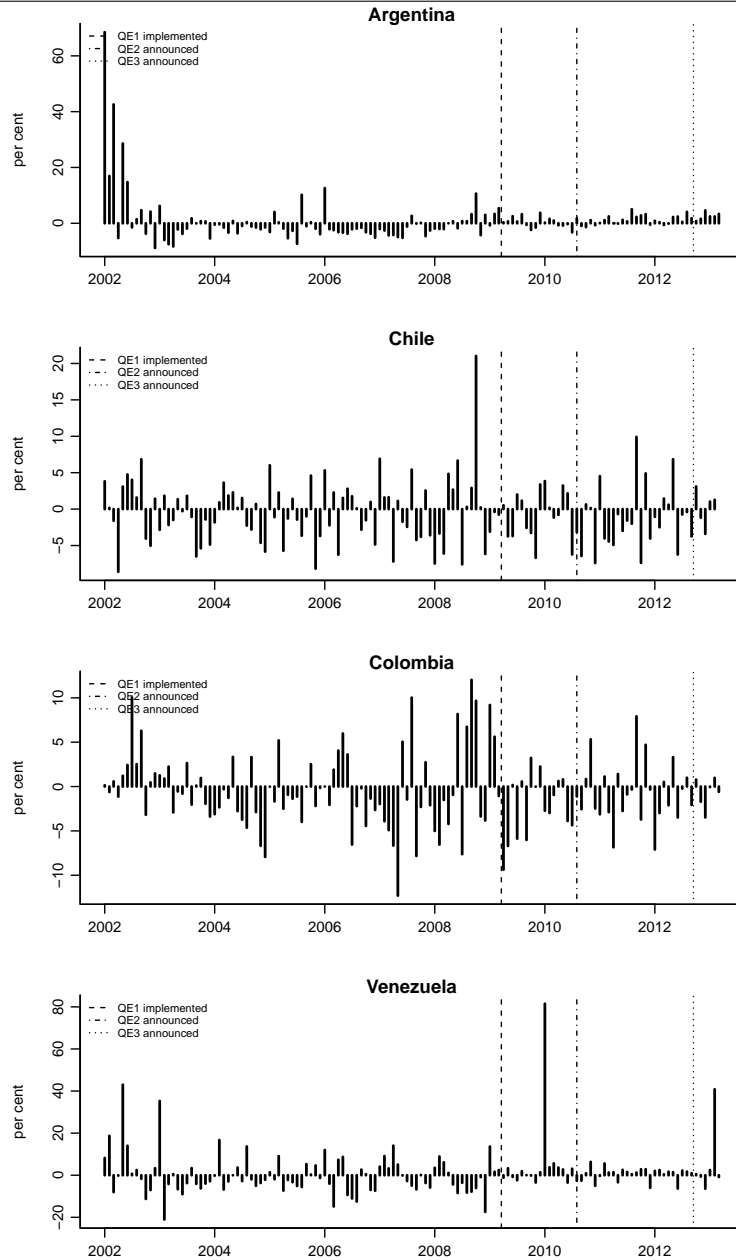 Argentina
QE1 implemented
QE2 announced
QE3 announced
per cent
60
40
20
0
2002 2004 2006 2008 2010 2012
Chile
QE1 implemented
QE2 announced
QE3 announced
per cent
20
15
10
5
0
−5
2002 2004 2006 2008 2010 2012
Colombia
QE1 implemented
QE2 announced
QE3 announced
per cent
10
5
0
−5
−10
2002 2004 2006 2008 2010 2012
Venezuela
QE1 implemented
QE2 announced
QE3 announced
per cent
80
60
40
20
0
−20
2002 2004 2006 2008 2010 2012